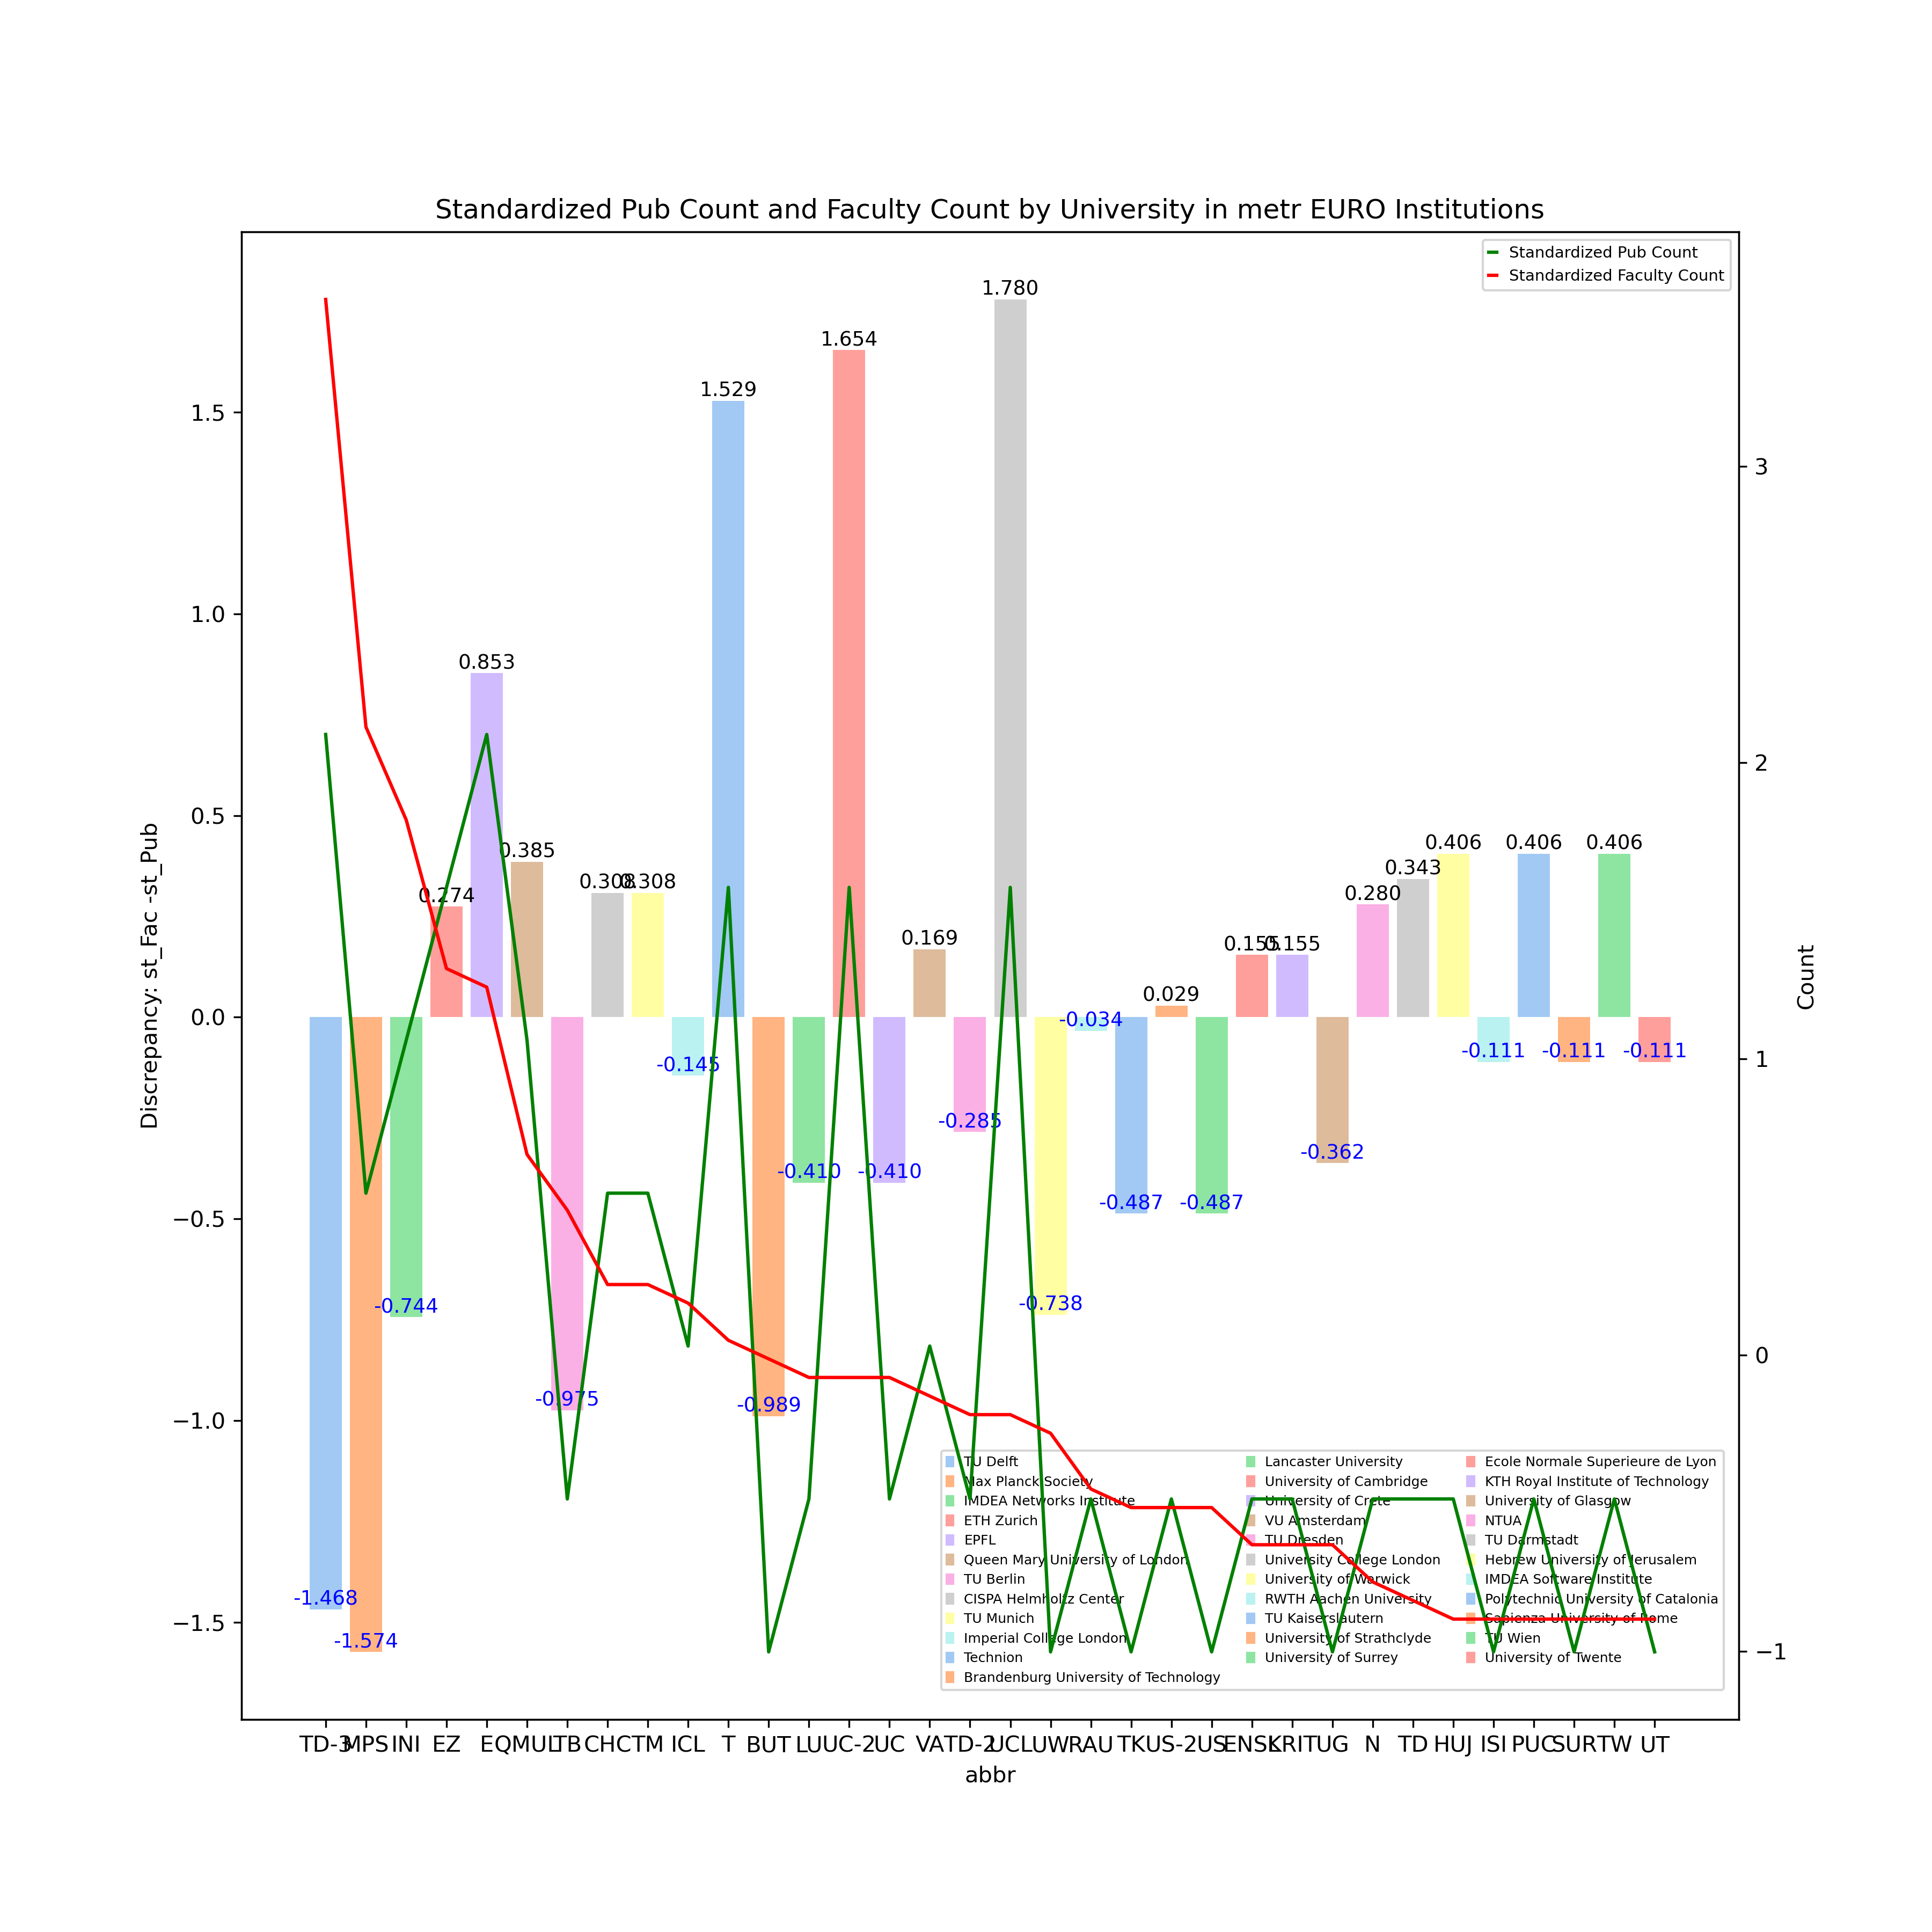 Standardized Pub Count and Faculty Count by University in metr EURO Institutions
Standardized Pub Count
Standardized Faculty Count
Discrepancy: st_Fac -st_Pub
1.5
1.0
0.5
0.0
−0.5
−1.0
−1.5
-1.468
-1.574
-0.744
0.274
0.853
0.385
-0.975
0.308
0.308
-0.145
1.529
-0.989
-0.410
1.654
-0.410
0.169
-0.285
1.780
-0.738
-0.034
-0.487
0.029
-0.487
0.155
0.155
-0.362
0.280
0.343
0.406
-0.111
0.406
-0.111
0.406
-0.111
3
2
1
0
−1
Count
TU Delft
Max Planck Society
IMDEA Networks Institute
ETH Zurich
EPFL
Queen Mary University of London
TU Berlin
CISPA Helmholtz Center
TU Munich
Imperial College London
Technion
Brandenburg University of Technology
Lancaster University
University of Cambridge
University of Crete
VU Amsterdam
TU Dresden
University College London
University of Warwick
RWTH Aachen University
TU Kaiserslautern
University of Strathclyde
University of Surrey
Ecole Normale Superieure de Lyon
KTH Royal Institute of Technology
University of Glasgow
NTUA
TU Darmstadt
Hebrew University of Jerusalem
IMDEA Software Institute
Polytechnic University of Catalonia
Sapienza University of Rome
TU Wien
University of Twente
TD-3 MPS INI EZ E QMUL TB CHC TM ICL T BUT LU UC-2 UC VA TD-2 UCL UW RAU TK US-2 US ENSL KRIT UG N TD HUJ ISI PUC SUR TW UT
abbr